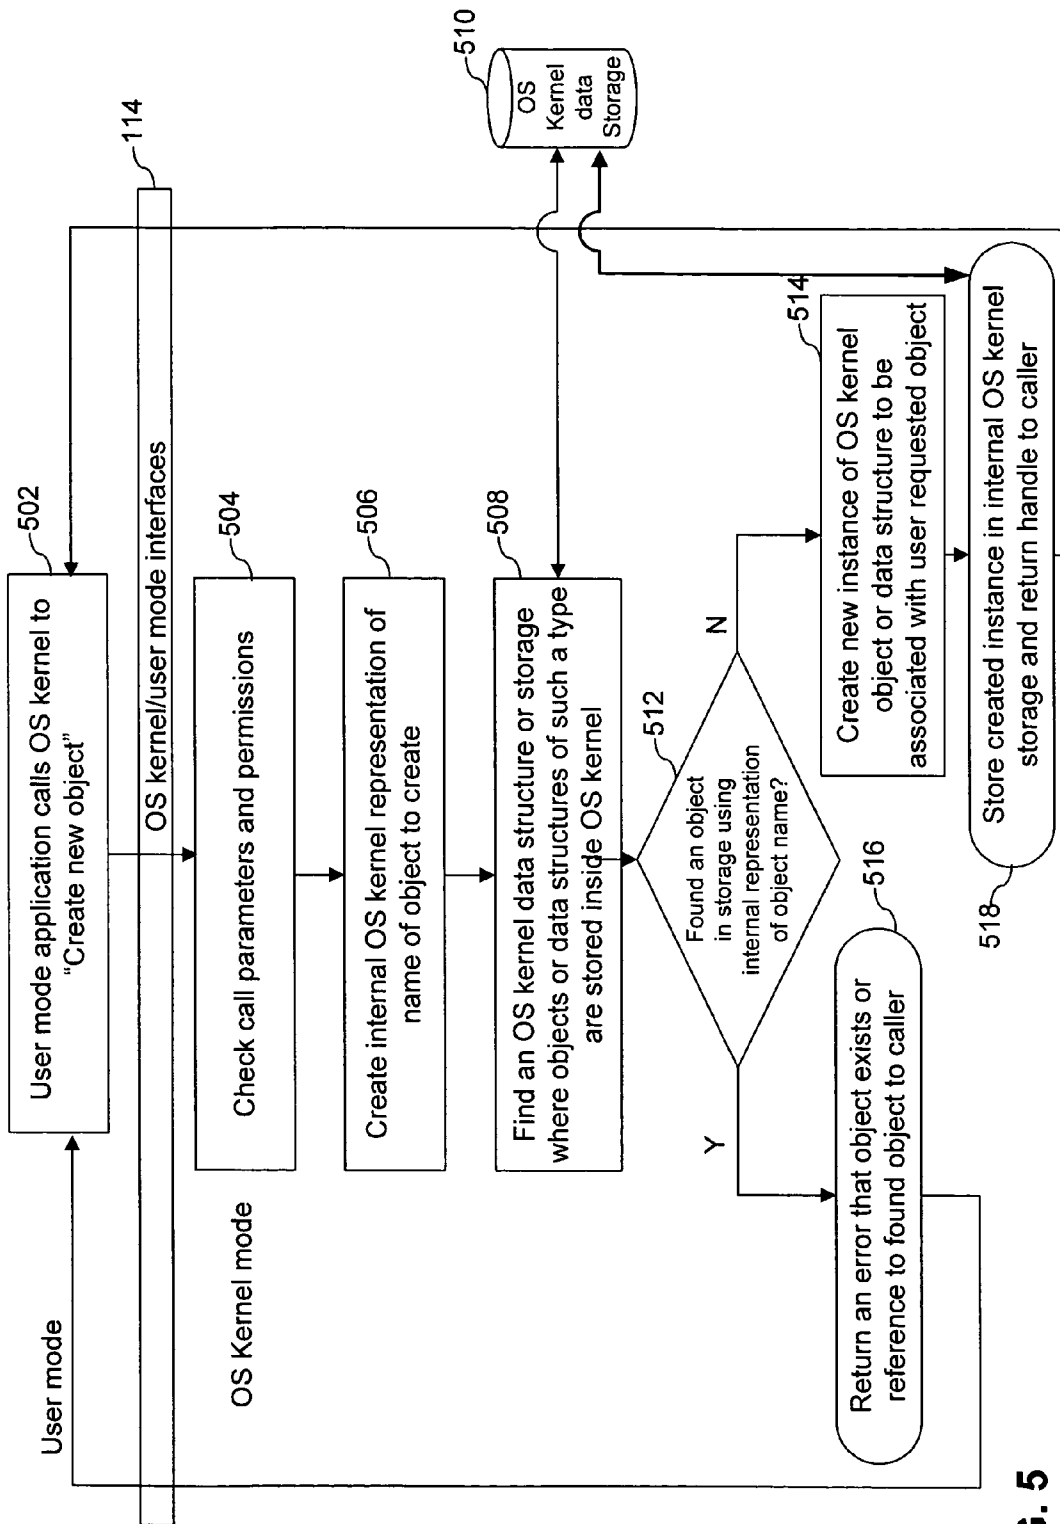 User mode
User mode application calls OS kernel to
“Create new object”
502
OS kernel/user mode interfaces
114
OS Kernel mode
Check call parameters and permissions
504
Create internal OS kernel representation of
name of object to create
506
Find an OS kernel data structure or storage
where objects or data structures of such a type
are stored inside OS kernel
508
OS
Kernel
data
Storage
510
Found an object
in storage using
internal representation
of object name?
512
Y
N
Create new instance of OS kernel
object or data structure to be
associated with user requested object
514
Return an error that object exists or
reference to found object to caller
516
Store created instance in internal OS kernel
storage and return handle to caller
518
. 5